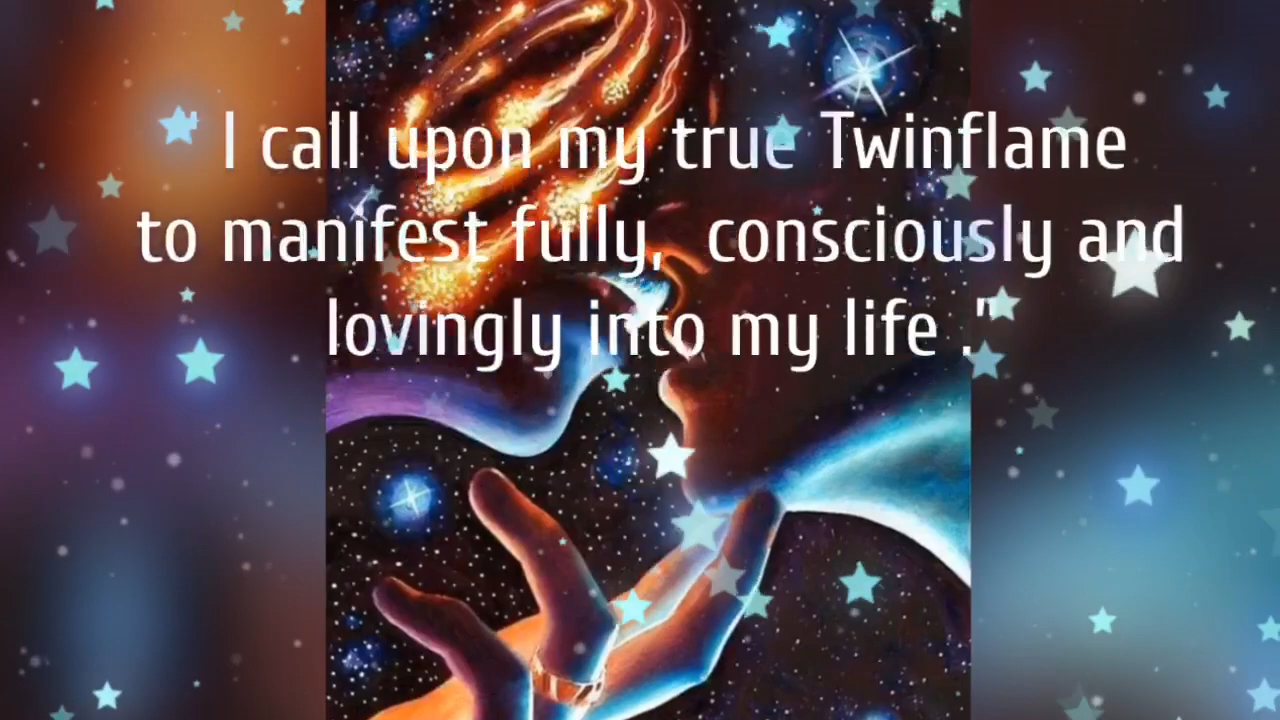 " I call upon my true Twinflame
to manifest fully, consciously and
lovingly into my life ."